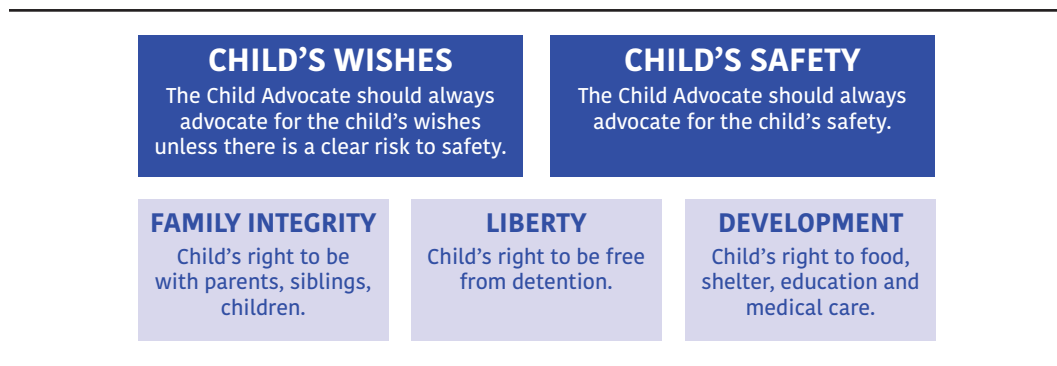 CHILD’S WISHES
The Child Advocate should always
advocate for the child’s wishes
unless there is a clear risk to safety.
CHILD’S SAFETY
The Child Advocate should always
advocate for the child’s safety.
FAMILY INTEGRITY
Child’s right to be
with parents, siblings,
children.
LIBERTY
Child’s right to be free
from detention.
DEVELOPMENT
Child’s right to food,
shelter, education and
medical care.